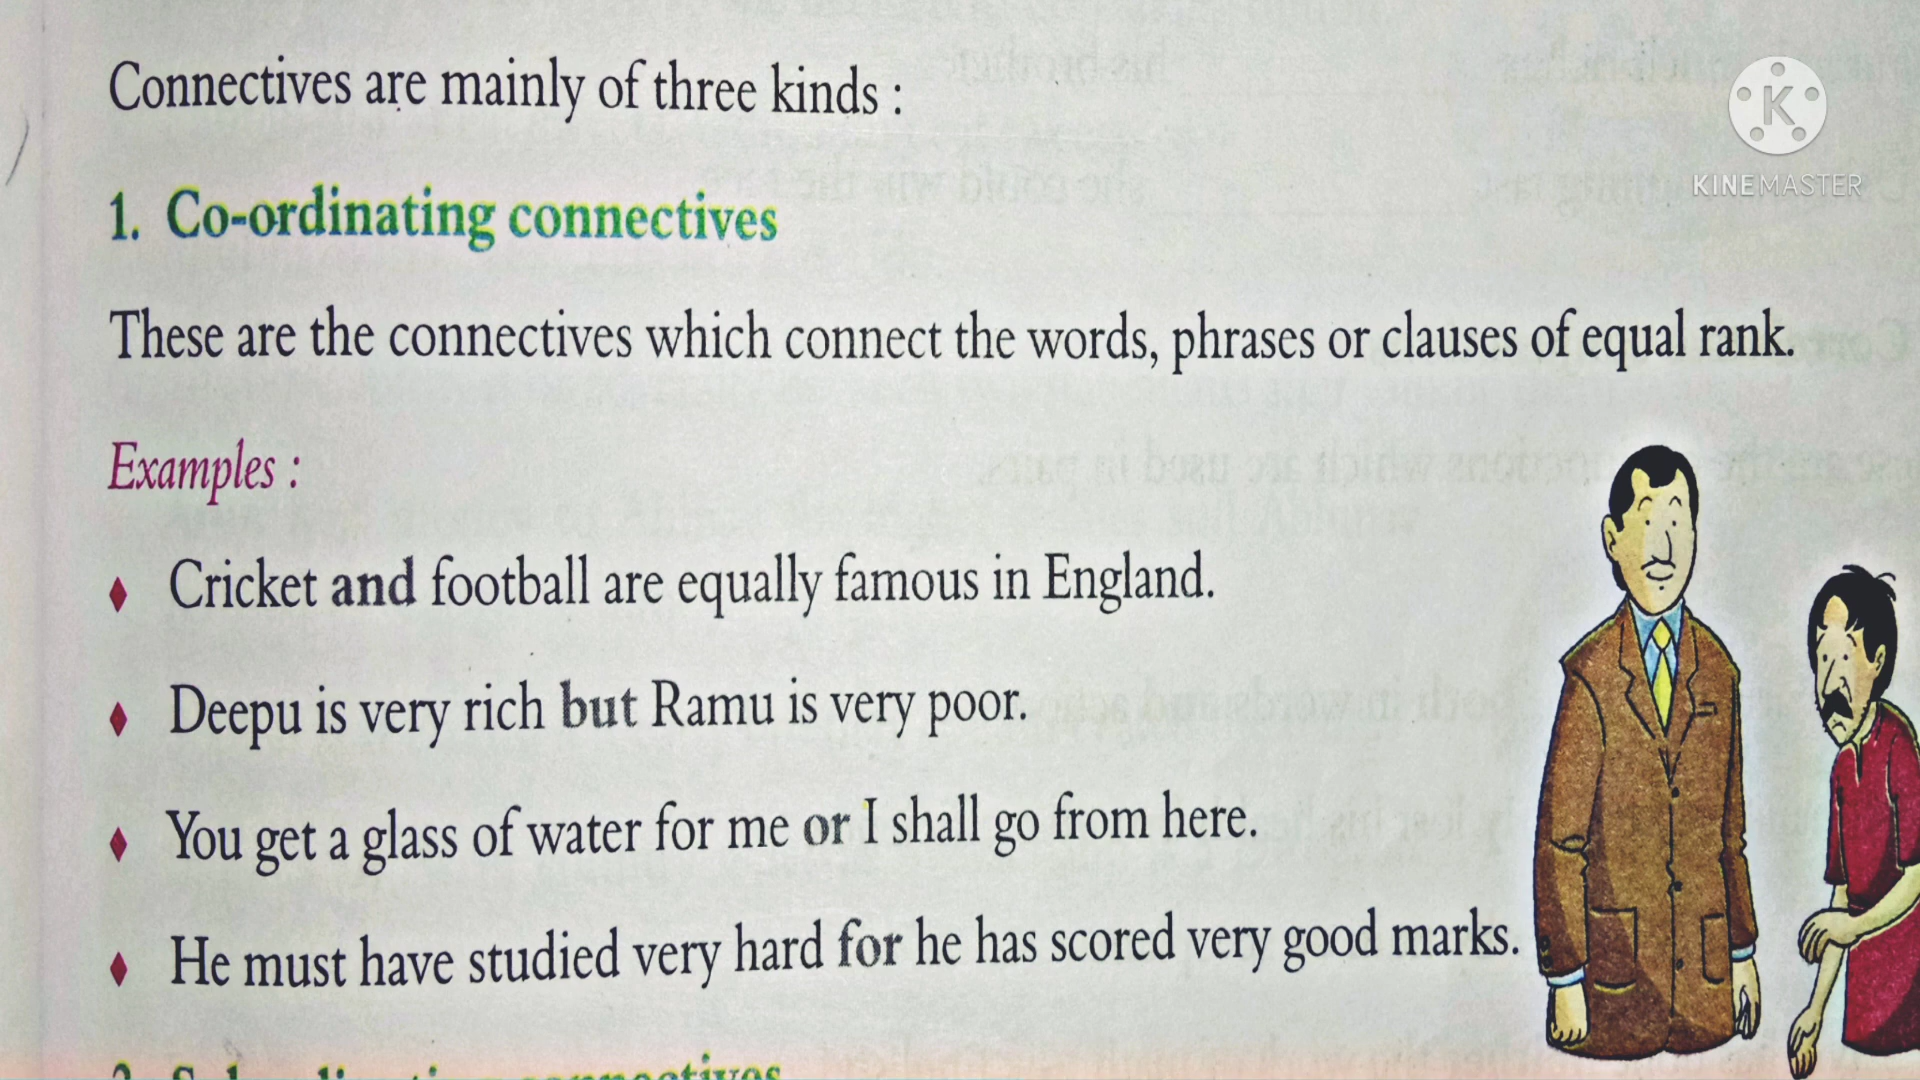 Connectives are mainly of three kinds :
K
KINEMASTER
1. Co-ordinating connectives
These are the connectives which connect the words, phrases or clauses of equal rank.
Examples :
Cricket and football are equally famous in England.
Deepu is very rich but Ramu is very poor.
You get a glass of water for me or I shall go from here.
He must have studied very hard for he has scored very good marks.
connectives